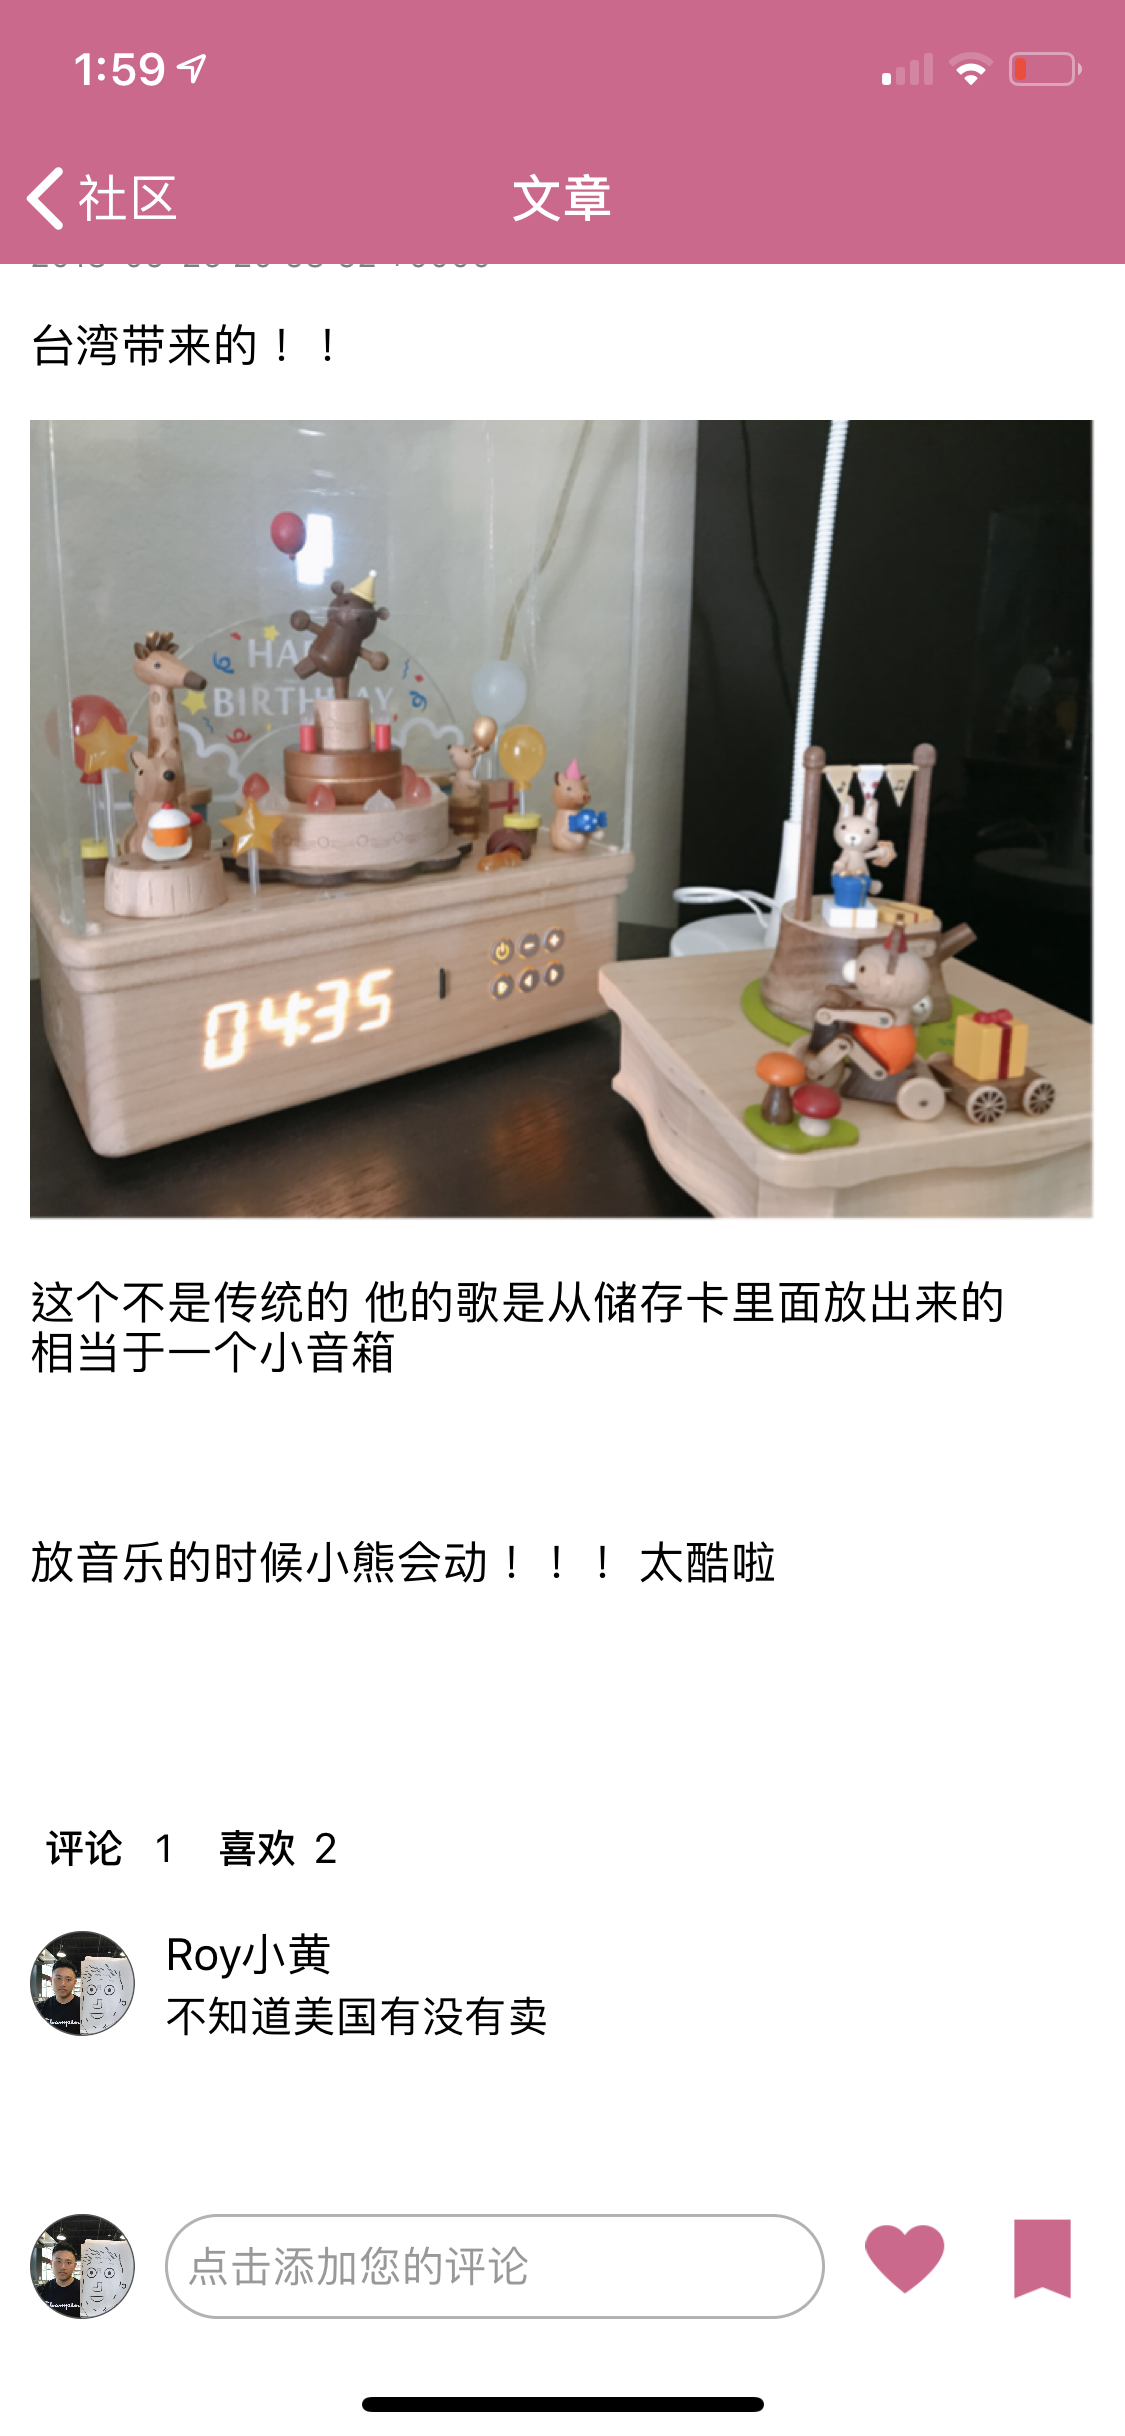 1:59
社区
文章
台湾带来的！！
HAP
BIRTHDAY
04:35
这个不是传统的 他的歌是从储存卡里面放出来的
相当于一个小音箱
放音乐的时候小熊会动！！！ 太酷啦
评论 1 喜欢 2
Roy小黄
不知道美国有没有卖
点击添加您的评论